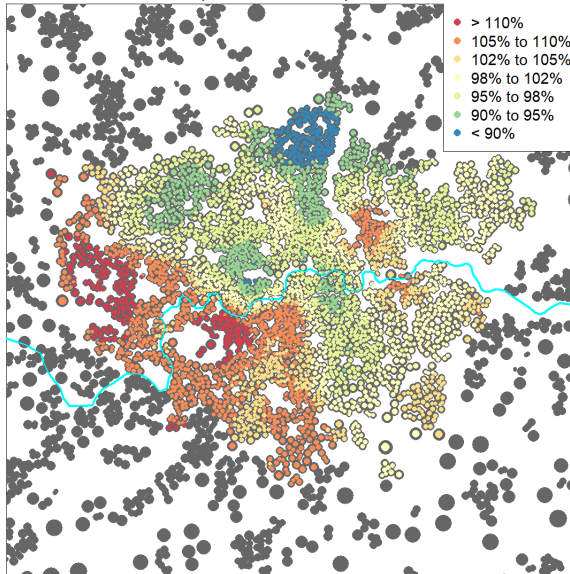 > 110%
105% to 110%
102% to 105%
98% to 102%
95% to 98%
90% to 95%
< 90%